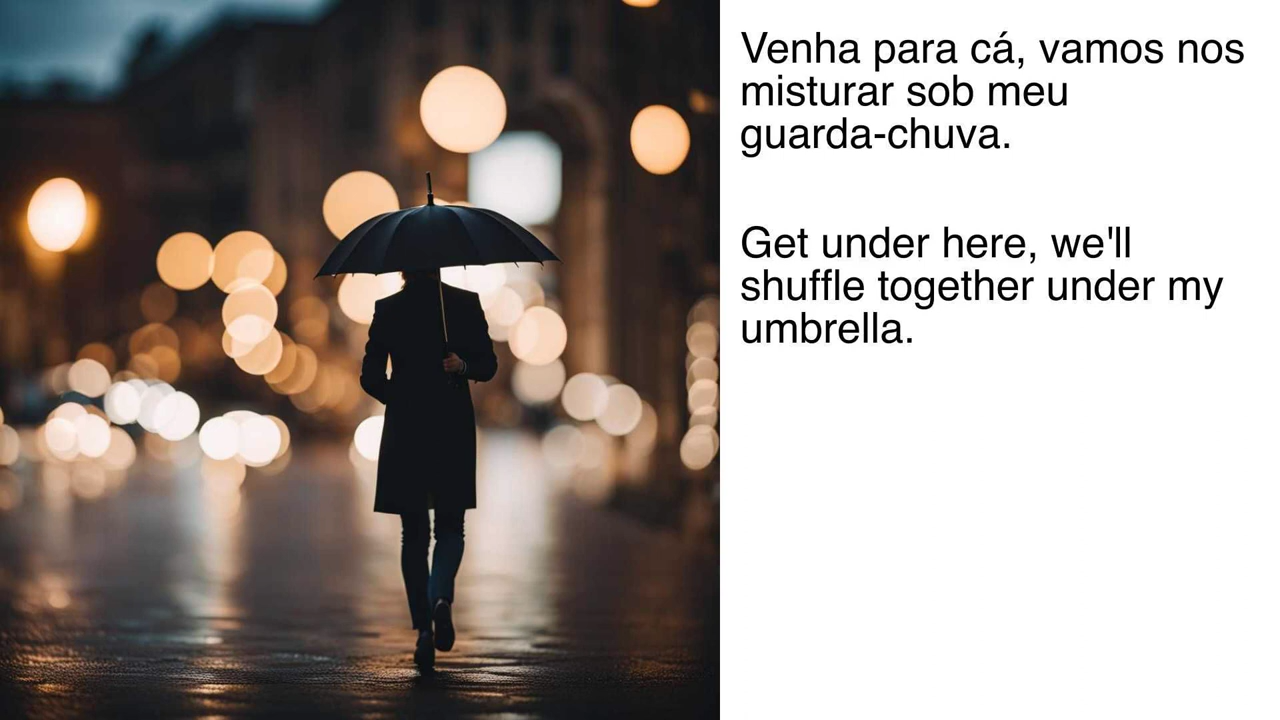 Venha para cá, vamos nos
misturar sob meu
guarda-chuva.
Get under here, we'll
shuffle together under my
umbrella.